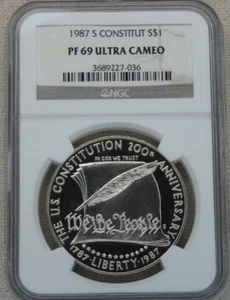 1987 S CONSTITUT S$1
PF 69 ULTRA CAMEO
3689227-036
NGC
THE U.S. CONSTITUTION 200th ANNIVERSARY
IN GOD WE TRUST
We the People
1787·LIBERTY·1987